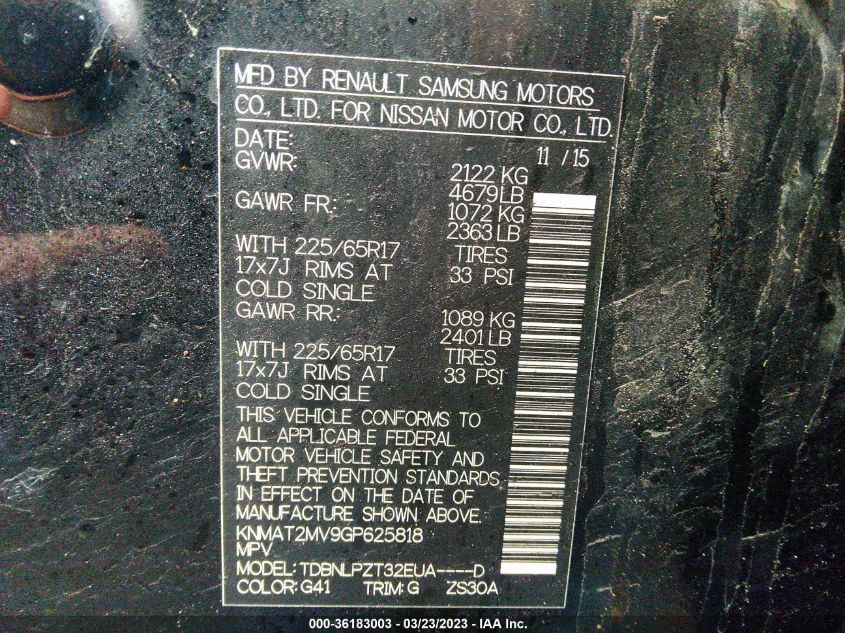 MFD BY RENAULT SAMSUNG MOTORS
CO., LTD. FOR NISSAN MOTOR CO., LTD.
DATE: 11 / 15
GVWR: 2122 KG
4679 LB
GAWR FR.: 1072 KG
2363 LB
WITH 225/65R17 TIRES
17x7J RIMS AT 33 PSI
COLD SINGLE
GAWR RR.: 1089 KG
2401 LB
WITH 225/65R17 TIRES
17x7J RIMS AT 33 PSI
COLD SINGLE
THIS VEHICLE CONFORMS TO
ALL APPLICABLE FEDERAL
MOTOR VEHICLE SAFETY AND
THEFT PREVENTION STANDARDS
IN EFFECT ON THE DATE OF
MANUFACTURE SHOWN ABOVE.
KNMAT2MV9GP625818
MPV
MODEL: TDBNLPZT32EUA----D
COLOR: G41 TRIM: G ZS30A
000-36183003 - 03/23/2023 - IAA Inc.